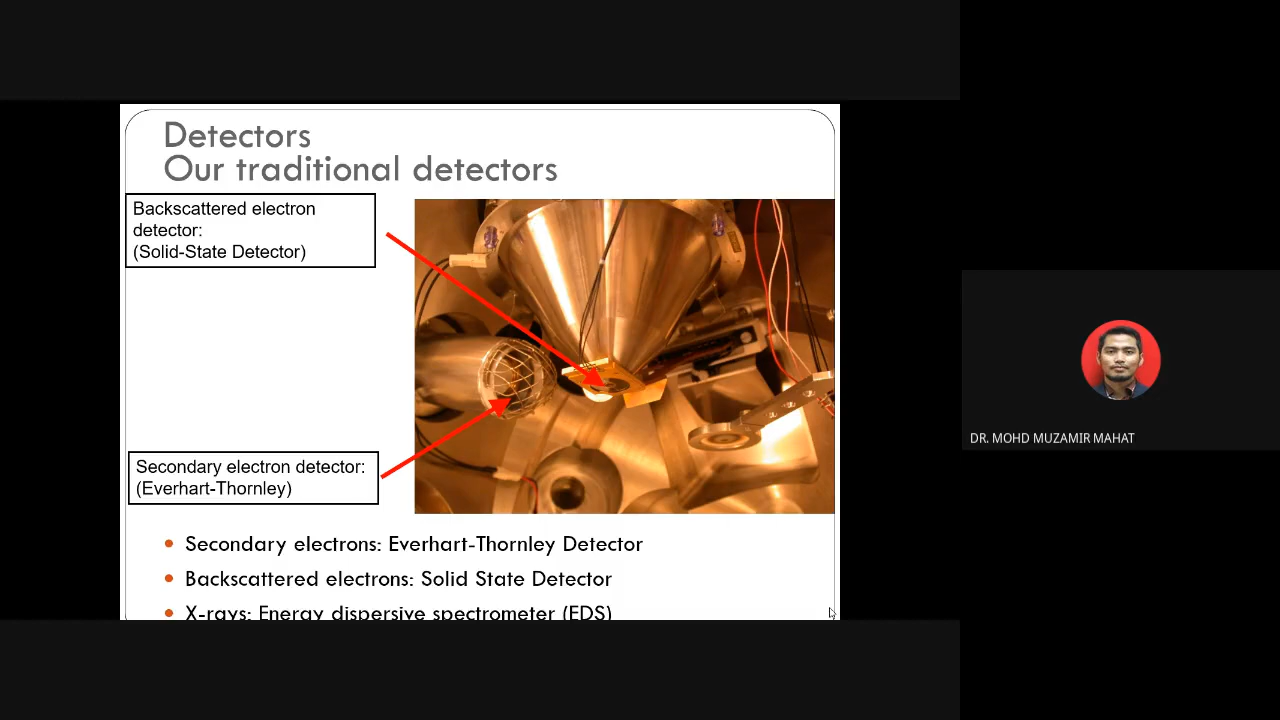 Detectors
Our traditional detectors
Backscattered electron
detector:
(Solid-State Detector)
Secondary electron detector:
(Everhart-Thornley)
Secondary electrons: Everhart-Thornley Detector
Backscattered electrons: Solid State Detector
X-rays: Energy dispersive spectrometer (EDS)
DR. MOHD MUZAMIR MAHAT